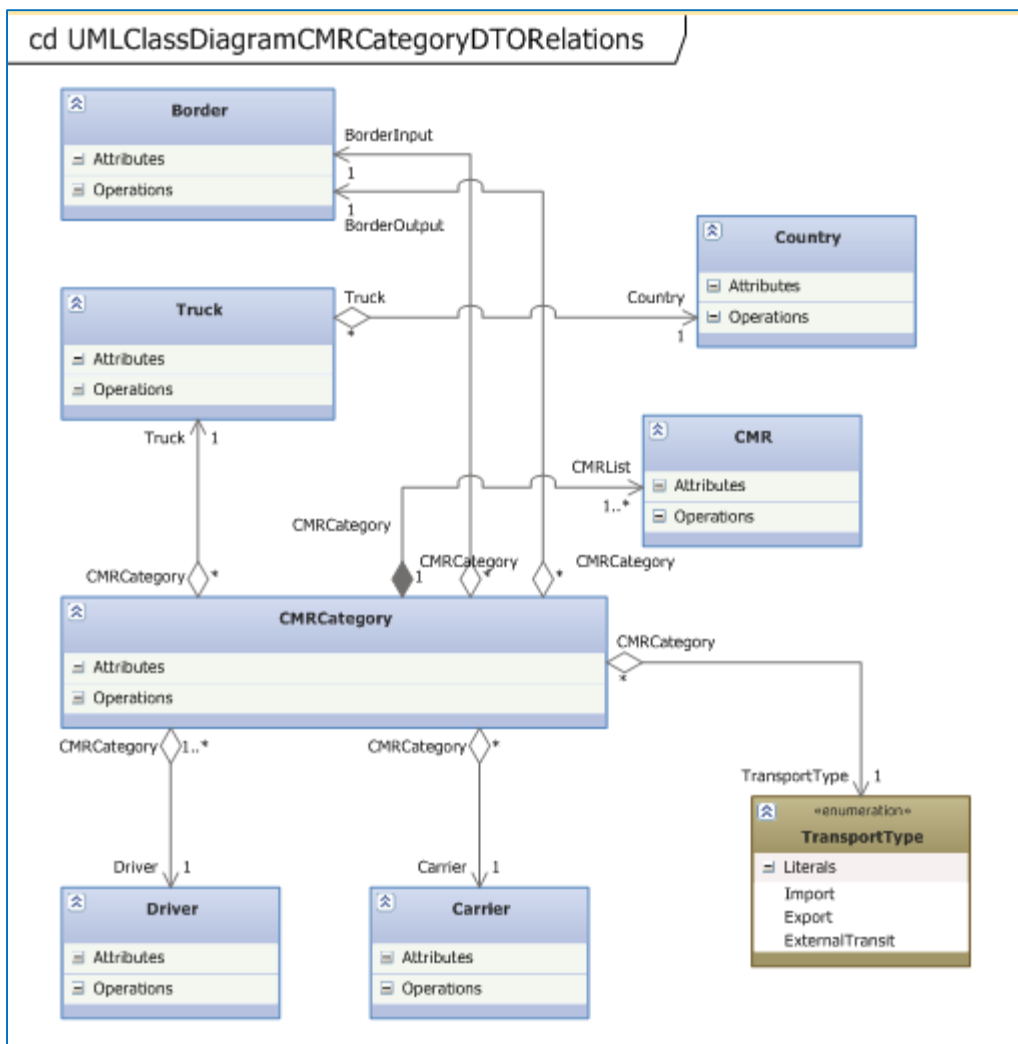 cd UMLClassDiagramCMRCategoryDTORelations
Border
Attributes
Operations
BorderInput
1
1
BorderOutput
Country
Attributes
Operations
Truck
Attributes
Operations
Truck
*
Country
1
CMR
Attributes
Operations
Truck
1
CMRList
1..*
CMRCategory
1
CMRCategory
*
CMRCategory
*
CMRCategory
*
CMRCategory
Attributes
Operations
CMRCategory
*
CMRCategory
1..*
CMRCategory
*
TransportType
1
«enumeration»
TransportType
Literals
Import
Export
ExternalTransit
Driver
1
Carrier
1
Driver
Attributes
Operations
Carrier
Attributes
Operations